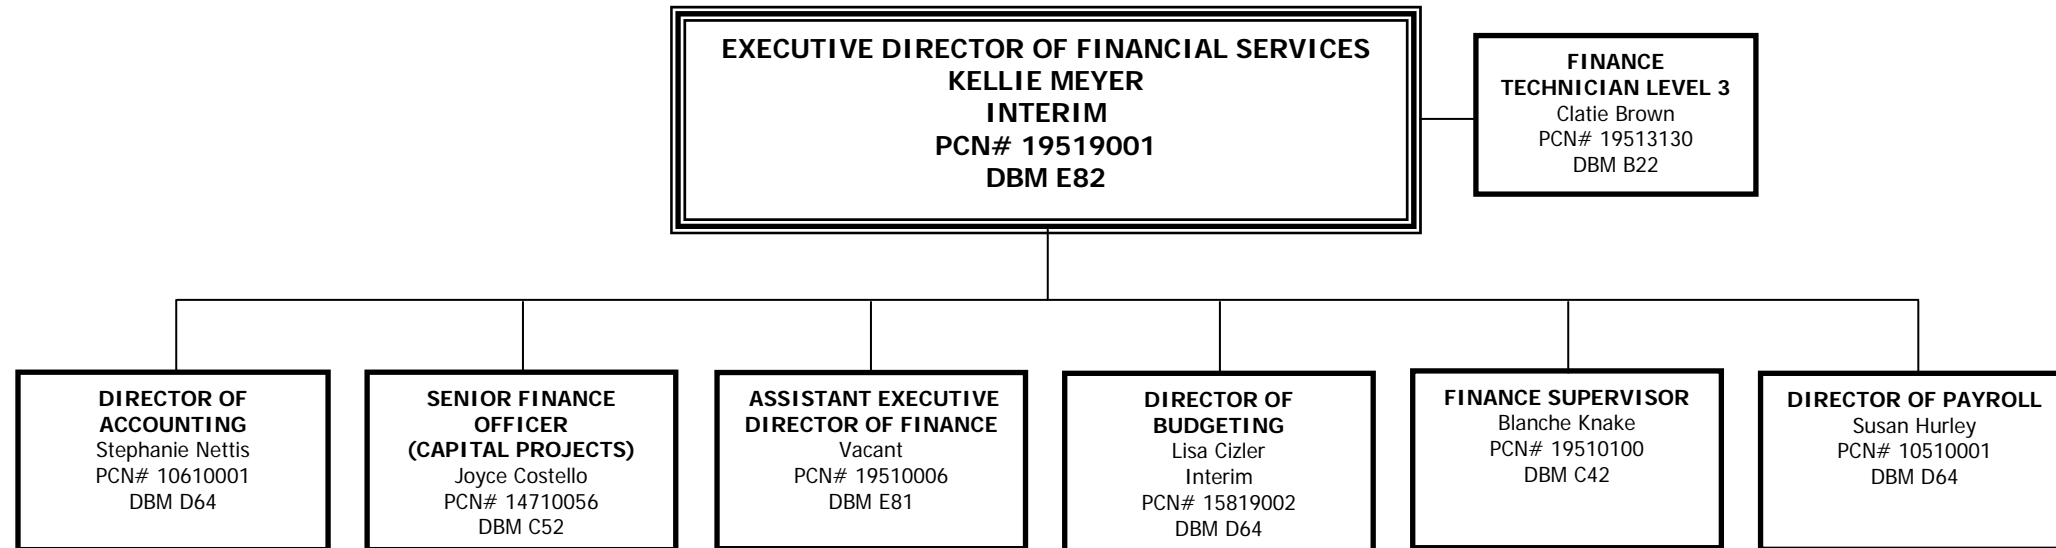 EXECUTIVE DIRECTOR OF FINANCIAL SERVICES
KELLIE MEYER
INTERIM
PCN# 19519001
DBM E82
FINANCE
TECHNICIAN LEVEL 3
Clatie Brown
PCN# 19513130
DBM B22
DIRECTOR OF
ACCOUNTING
Stephanie Nettis
PCN# 10610001
DBM D64
SENIOR FINANCE
OFFICER
(CAPITAL PROJECTS)
Joyce Costello
PCN# 14710056
DBM C52
ASSISTANT EXECUTIVE
DIRECTOR OF FINANCE
Vacant
PCN# 19510006
DBM E81
DIRECTOR OF
BUDGETING
Lisa Cizler
Interim
PCN# 15819002
DBM D64
FINANCE SUPERVISOR
Blanche Knake
PCN# 19510100
DBM C42
DIRECTOR OF PAYROLL
Susan Hurley
PCN# 10510001
DBM D64